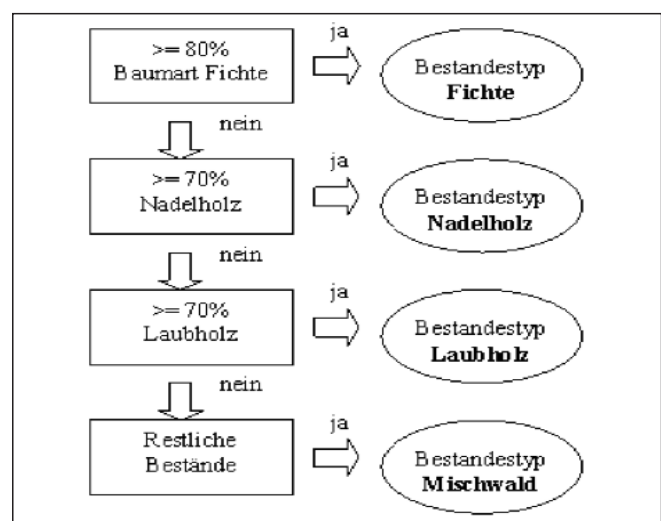 >= 80%
Baumart Fichte
ja
Bestandestyp
Fichte
nein
>= 70%
Nadelholz
ja
Bestandestyp
Nadelholz
nein
>= 70%
Laubholz
ja
Bestandestyp
Laubholz
nein
Restliche
Bestände
ja
Bestandestyp
Mischwald